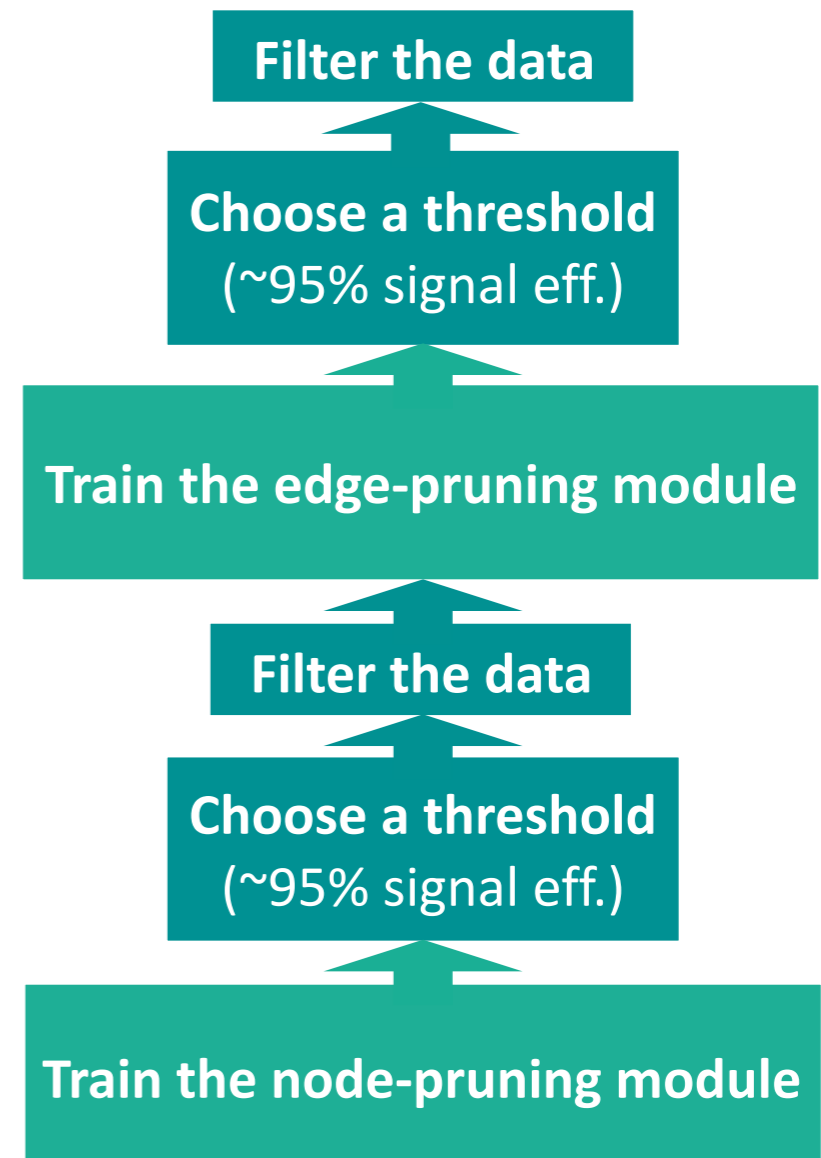 Filter the data
Choose a threshold
(~95% signal eff.)
Train the edge-pruning module
Filter the data
Choose a threshold
(~95% signal eff.)
Train the node-pruning module